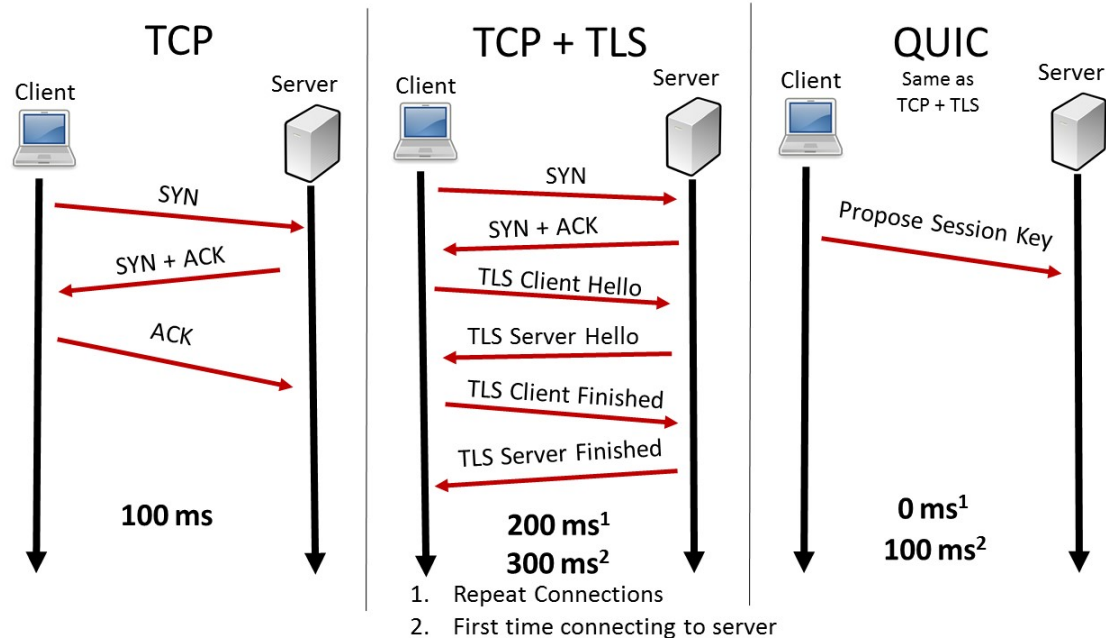 TCP
Client
Server
SYN
SYN + ACK
ACK
100 ms
TCP + TLS
Client
Server
SYN
SYN + ACK
TLS Client Hello
TLS Server Hello
TLS Client Finished
TLS Server Finished
200 ms¹
300 ms²
1. Repeat Connections
2. First time connecting to server
QUIC
Same as
TCP + TLS
Client
Server
Propose Session Key
0 ms¹
100 ms²